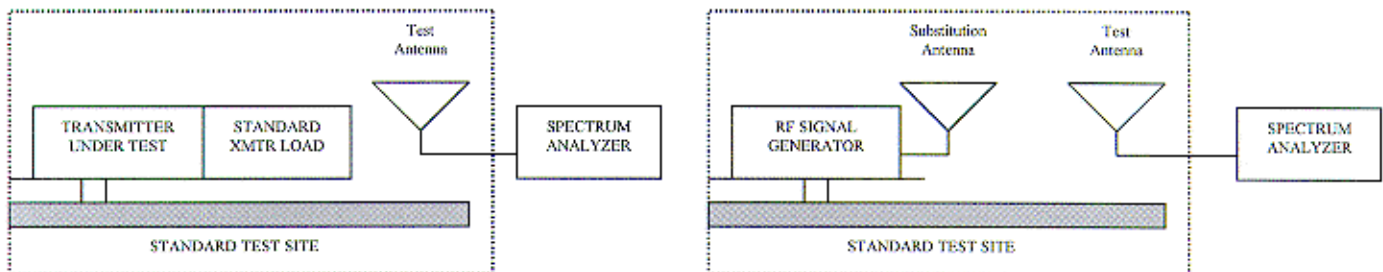 Test
Antenna
TRANSMITTER
UNDER TEST
STANDARD
XMTR LOAD
SPECTRUM
ANALYZER
STANDARD TEST SITE
Substitution
Antenna
Test
Antenna
RF SIGNAL
GENERATOR
SPECTRUM
ANALYZER
STANDARD TEST SITE